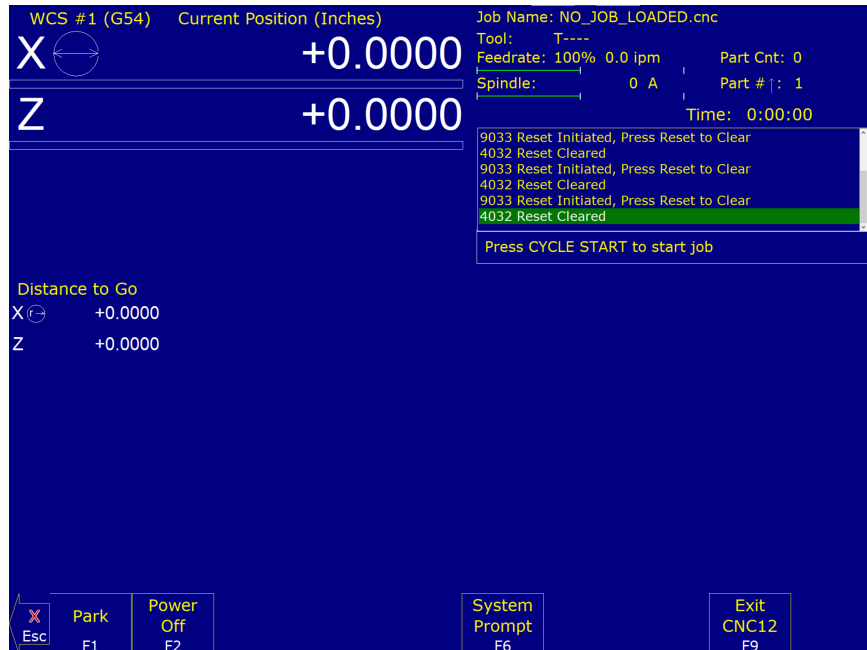 WCS #1 (G54) Current Position (Inches)
X +0.0000
Z +0.0000
Job Name: NO_JOB_LOADED.cnc
Tool: T----
Feedrate: 100% 0.0 ipm Part Cnt: 0
Spindle: 0 A Part # ↑: 1
Time: 0:00:00
9033 Reset Initiated, Press Reset to Clear
4032 Reset Cleared
9033 Reset Initiated, Press Reset to Clear
4032 Reset Cleared
9033 Reset Initiated, Press Reset to Clear
4032 Reset Cleared
Press CYCLE START to start job
Distance to Go
X r +0.0000
Z +0.0000
X
Esc
Park
F1
Power
Off
F2
System
Prompt
F6
Exit
CNC12
F9